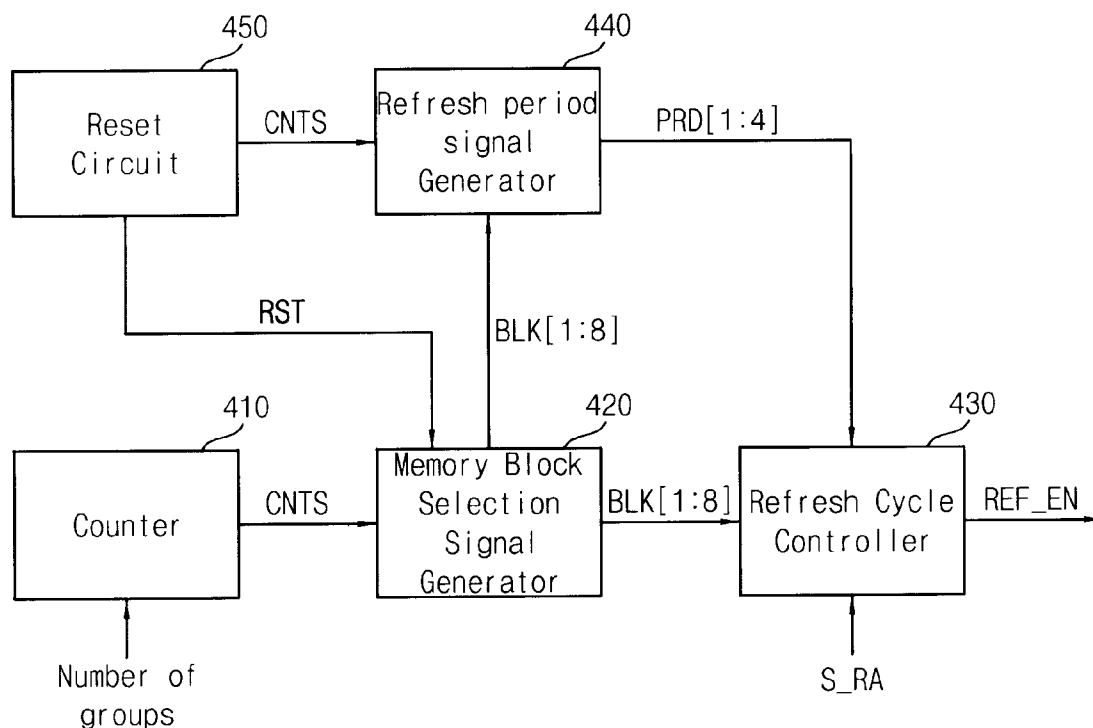 450
440
Reset
Circuit
CNTS
Refresh period
signal
Generator
PRD[1:4]
RST
BLK[1:8]
410
420
430
Counter
CNTS
Memory Block
Selection
Signal
Generator
BLK[1:8]
Refresh Cycle
Controller
REF_EN
Number of
groups
S_RA